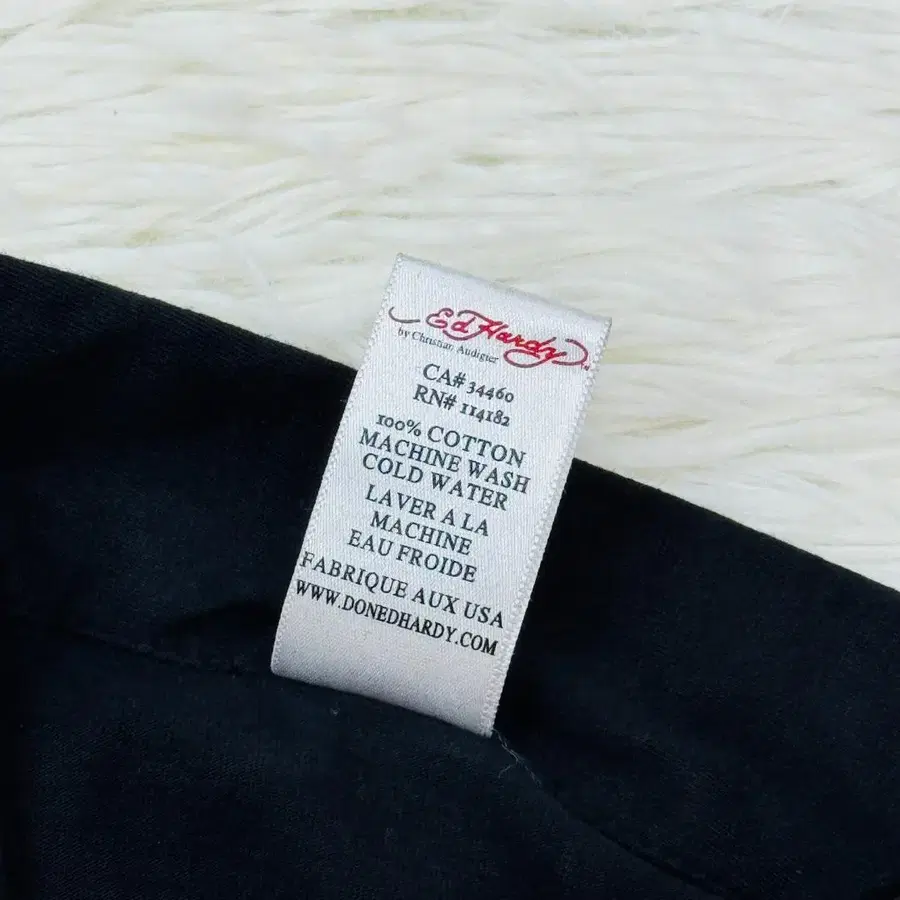 Ed Hardy
by Christian Audigier
CA# 34460
RN# 114182
100% COTTON
MACHINE WASH
COLD WATER
LAVER A LA
MACHINE
EAU FROIDE
FABRIQUE AUX USA
WWW.DONEDHARDY.COM